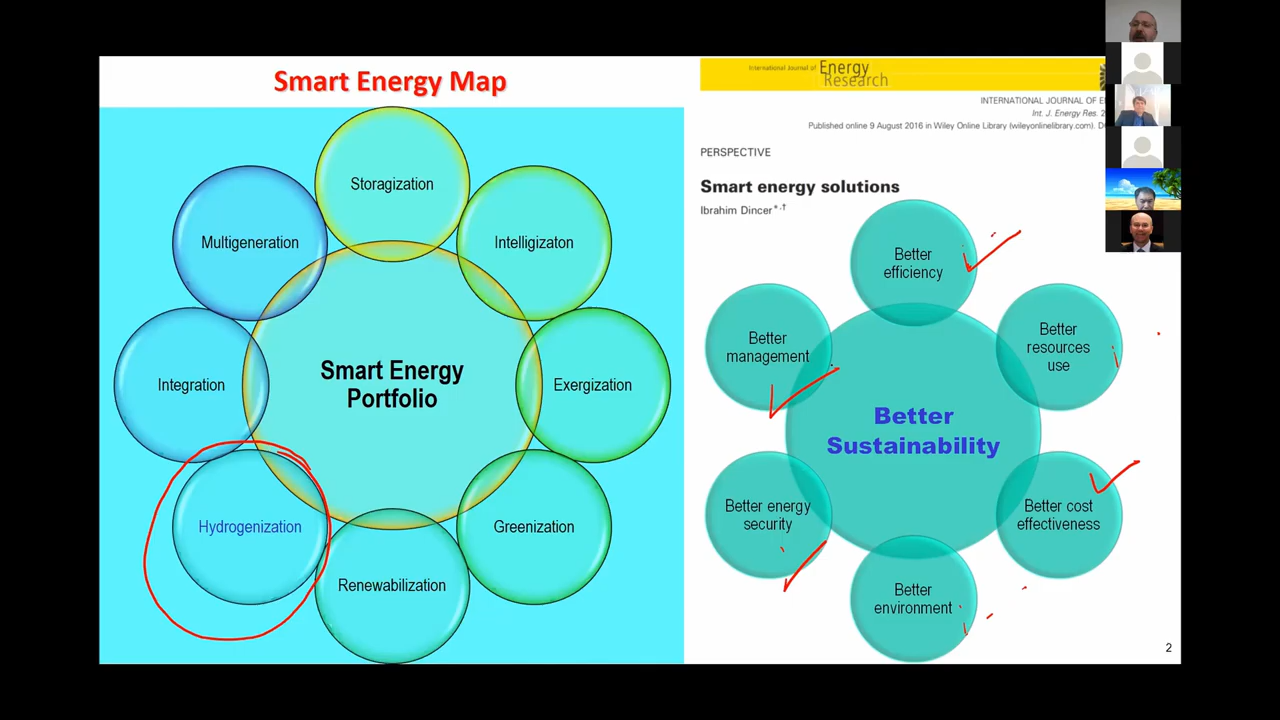 Smart Energy Map
Storagization
Multigeneration
Intelligizaton
Integration
Smart Energy
Portfolio
Exergization
Hydrogenization
Greenization
Renewabilization
International Journal of Energy
Research
INTERNATIONAL JOURNAL OF
Int. J. Energy Res.
Published online 9 August 2016 in Wiley Online Library (wileyonlinelibrary.com).
PERSPECTIVE
Smart energy solutions
Ibrahim Dincer*,†
Better
efficiency
Better
management
Better
resources
use
Better
Sustainability
Better energy
security
Better cost
effectiveness
Better
environment
2